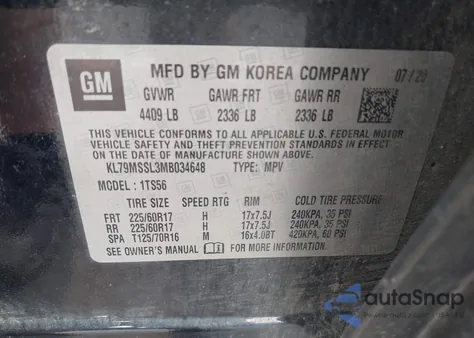 GM
MFD BY GM KOREA COMPANY 07 / 20
GVWR GAWR FRT GAWR RR
4409 LB 2336 LB 2336 LB
THIS VEHICLE CONFORMS TO ALL APPLICABLE U.S. FEDERAL MOTOR
VEHICLE SAFETY AND THEFT PREVENTION STANDARDS IN EFFECT
ON THE DATE OF MANUFACTURE SHOWN ABOVE.
KL79MSSL3MB034648 TYPE: MPV
MODEL : 1TS56
TIRE SIZE SPEED RTG RIM COLD TIRE PRESSURE
FRT 225/60R17 H 17x7.5J 240KPA, 35 PSI
RR 225/60R17 H 17x7.5J 240KPA, 35 PSI
SPA T125/70R16 M 16x4.0BT 420KPA, 60 PSI
SEE OWNER'S MANUAL FOR MORE INFORMATION
autoSnap